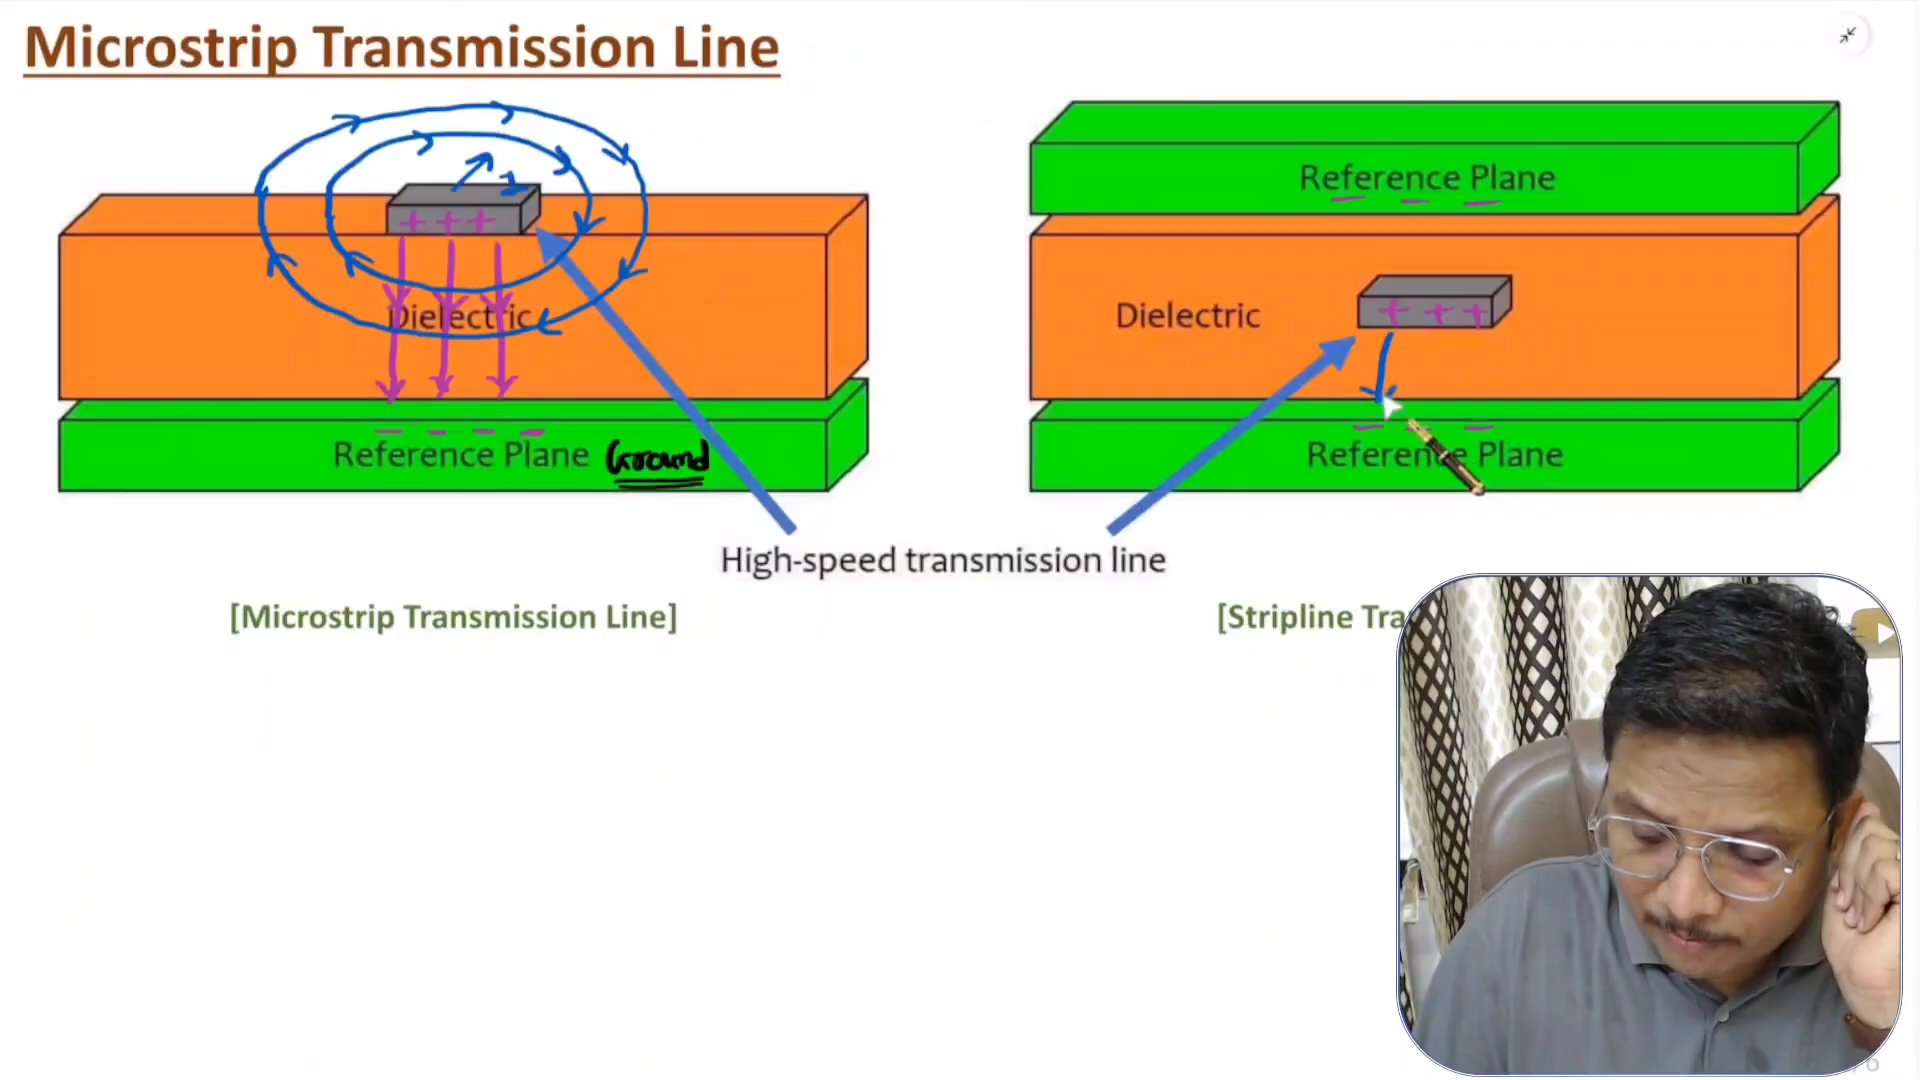 Microstrip Transmission Line
I
+ + +
Dielectric
Reference Plane Ground
Reference Plane
Dielectric
+ + +
Reference Plane
High-speed transmission line
[Microstrip Transmission Line]
[Stripline Tra